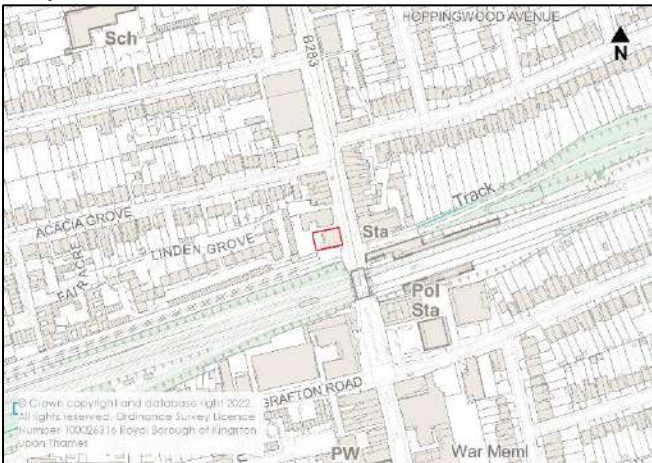 HOPPINGWOOD AVENUE
Sch
B283
N
Track
ACACIA GROVE
Sta
LINDEN GROVE
FAIR ACRE
Pol
Sta
GRAFTON ROAD
© Crown copyright and database right 2022.
All rights reserved. Ordnance Survey Licence
number 100026316 Royal Borough of Kingston
upon Thames
PW
War Meml